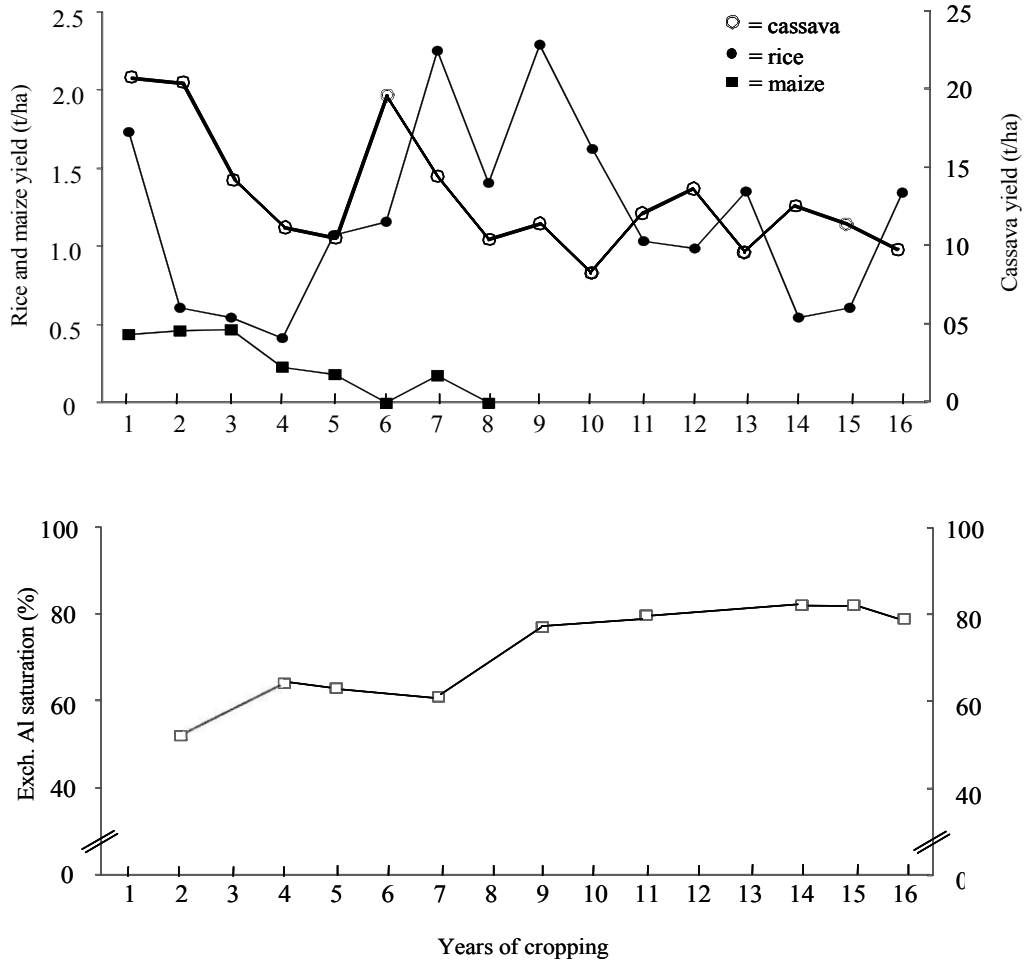 2.5
2.0
1.5
1.0
0.5
0
Rice and maize yield (t/ha)
= cassava
= rice
= maize
25
20
15
10
05
0
Cassava yield (t/ha)
1 2 3 4 5 6 7 8 9 10 11 12 13 14 15 16
100
80
60
40
0
Exch. Al saturation (%)
100
80
60
40
1 2 3 4 5 6 7 8 9 10 11 12 13 14 15 16
Years of cropping